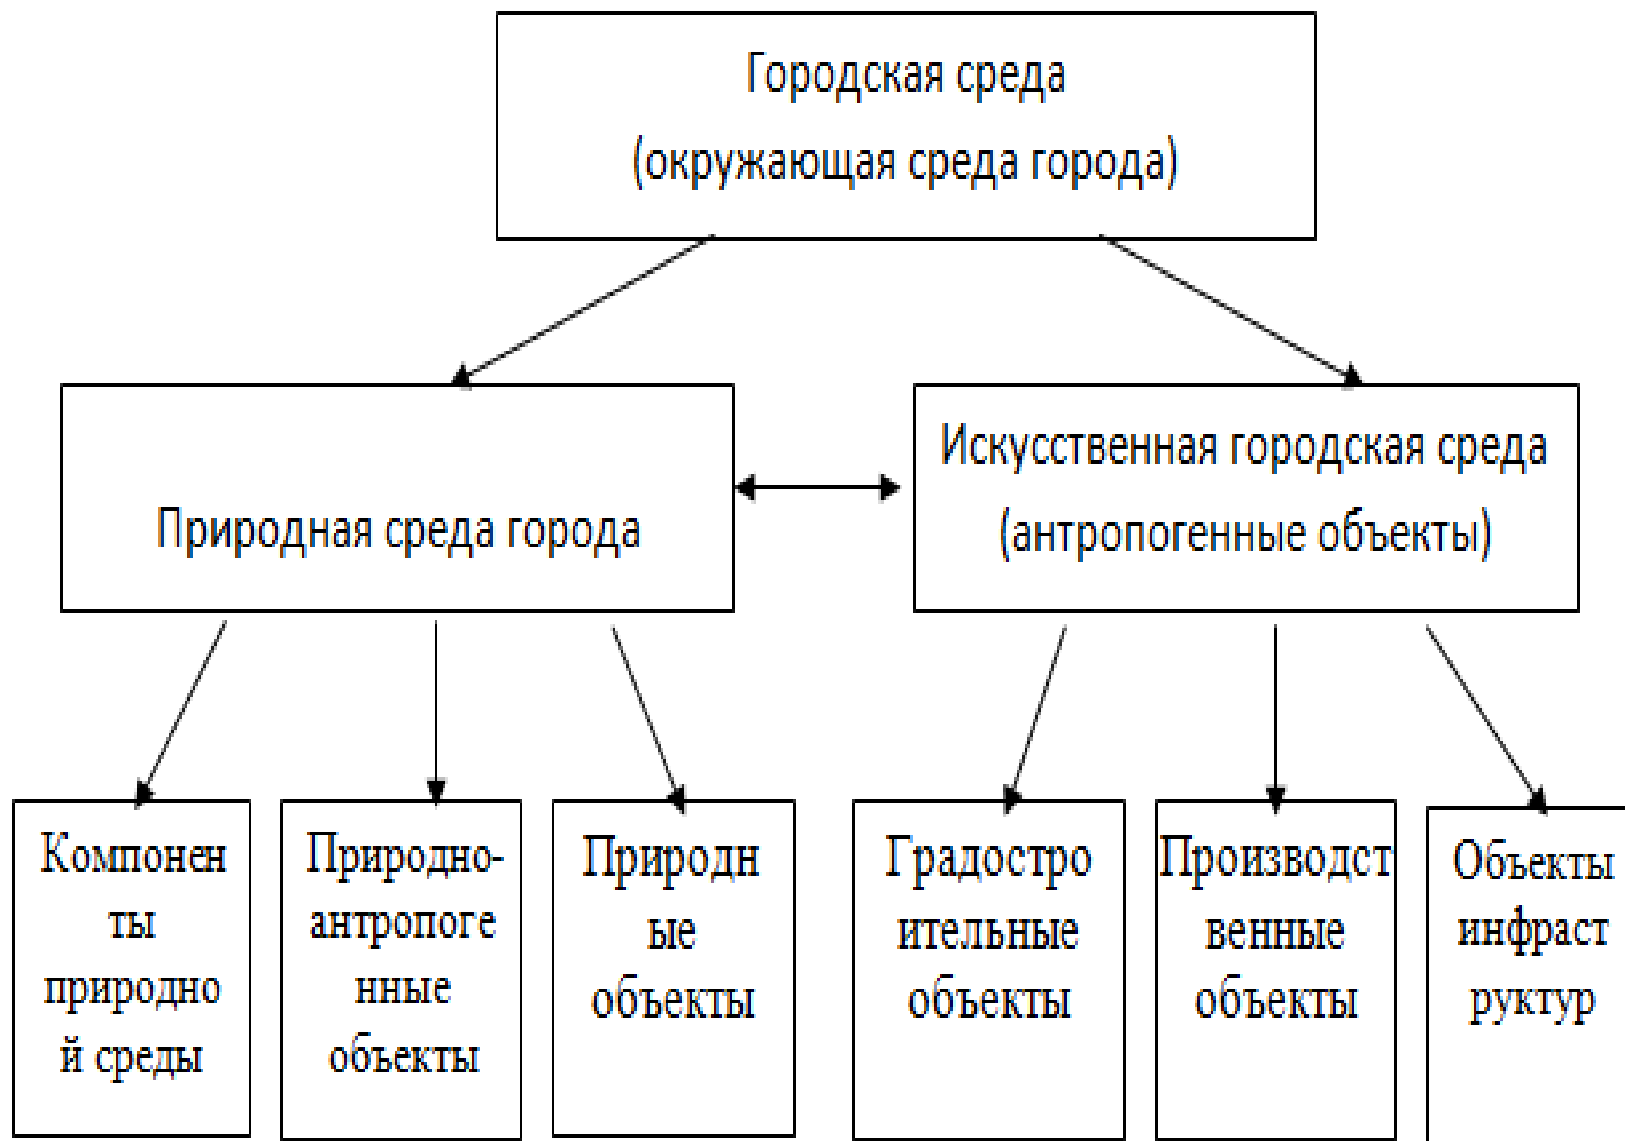 Городская среда
(окружающая среда города)
Природная среда города
Искусственная городская среда
(антропогенные объекты)
Компонен
ты
природно
й среды
Природно-
антропоге
нные
объекты
Природн
ые
объекты
Градостро
ительные
объекты
Производст
венные
объекты
Объекты
инфраст
руктур